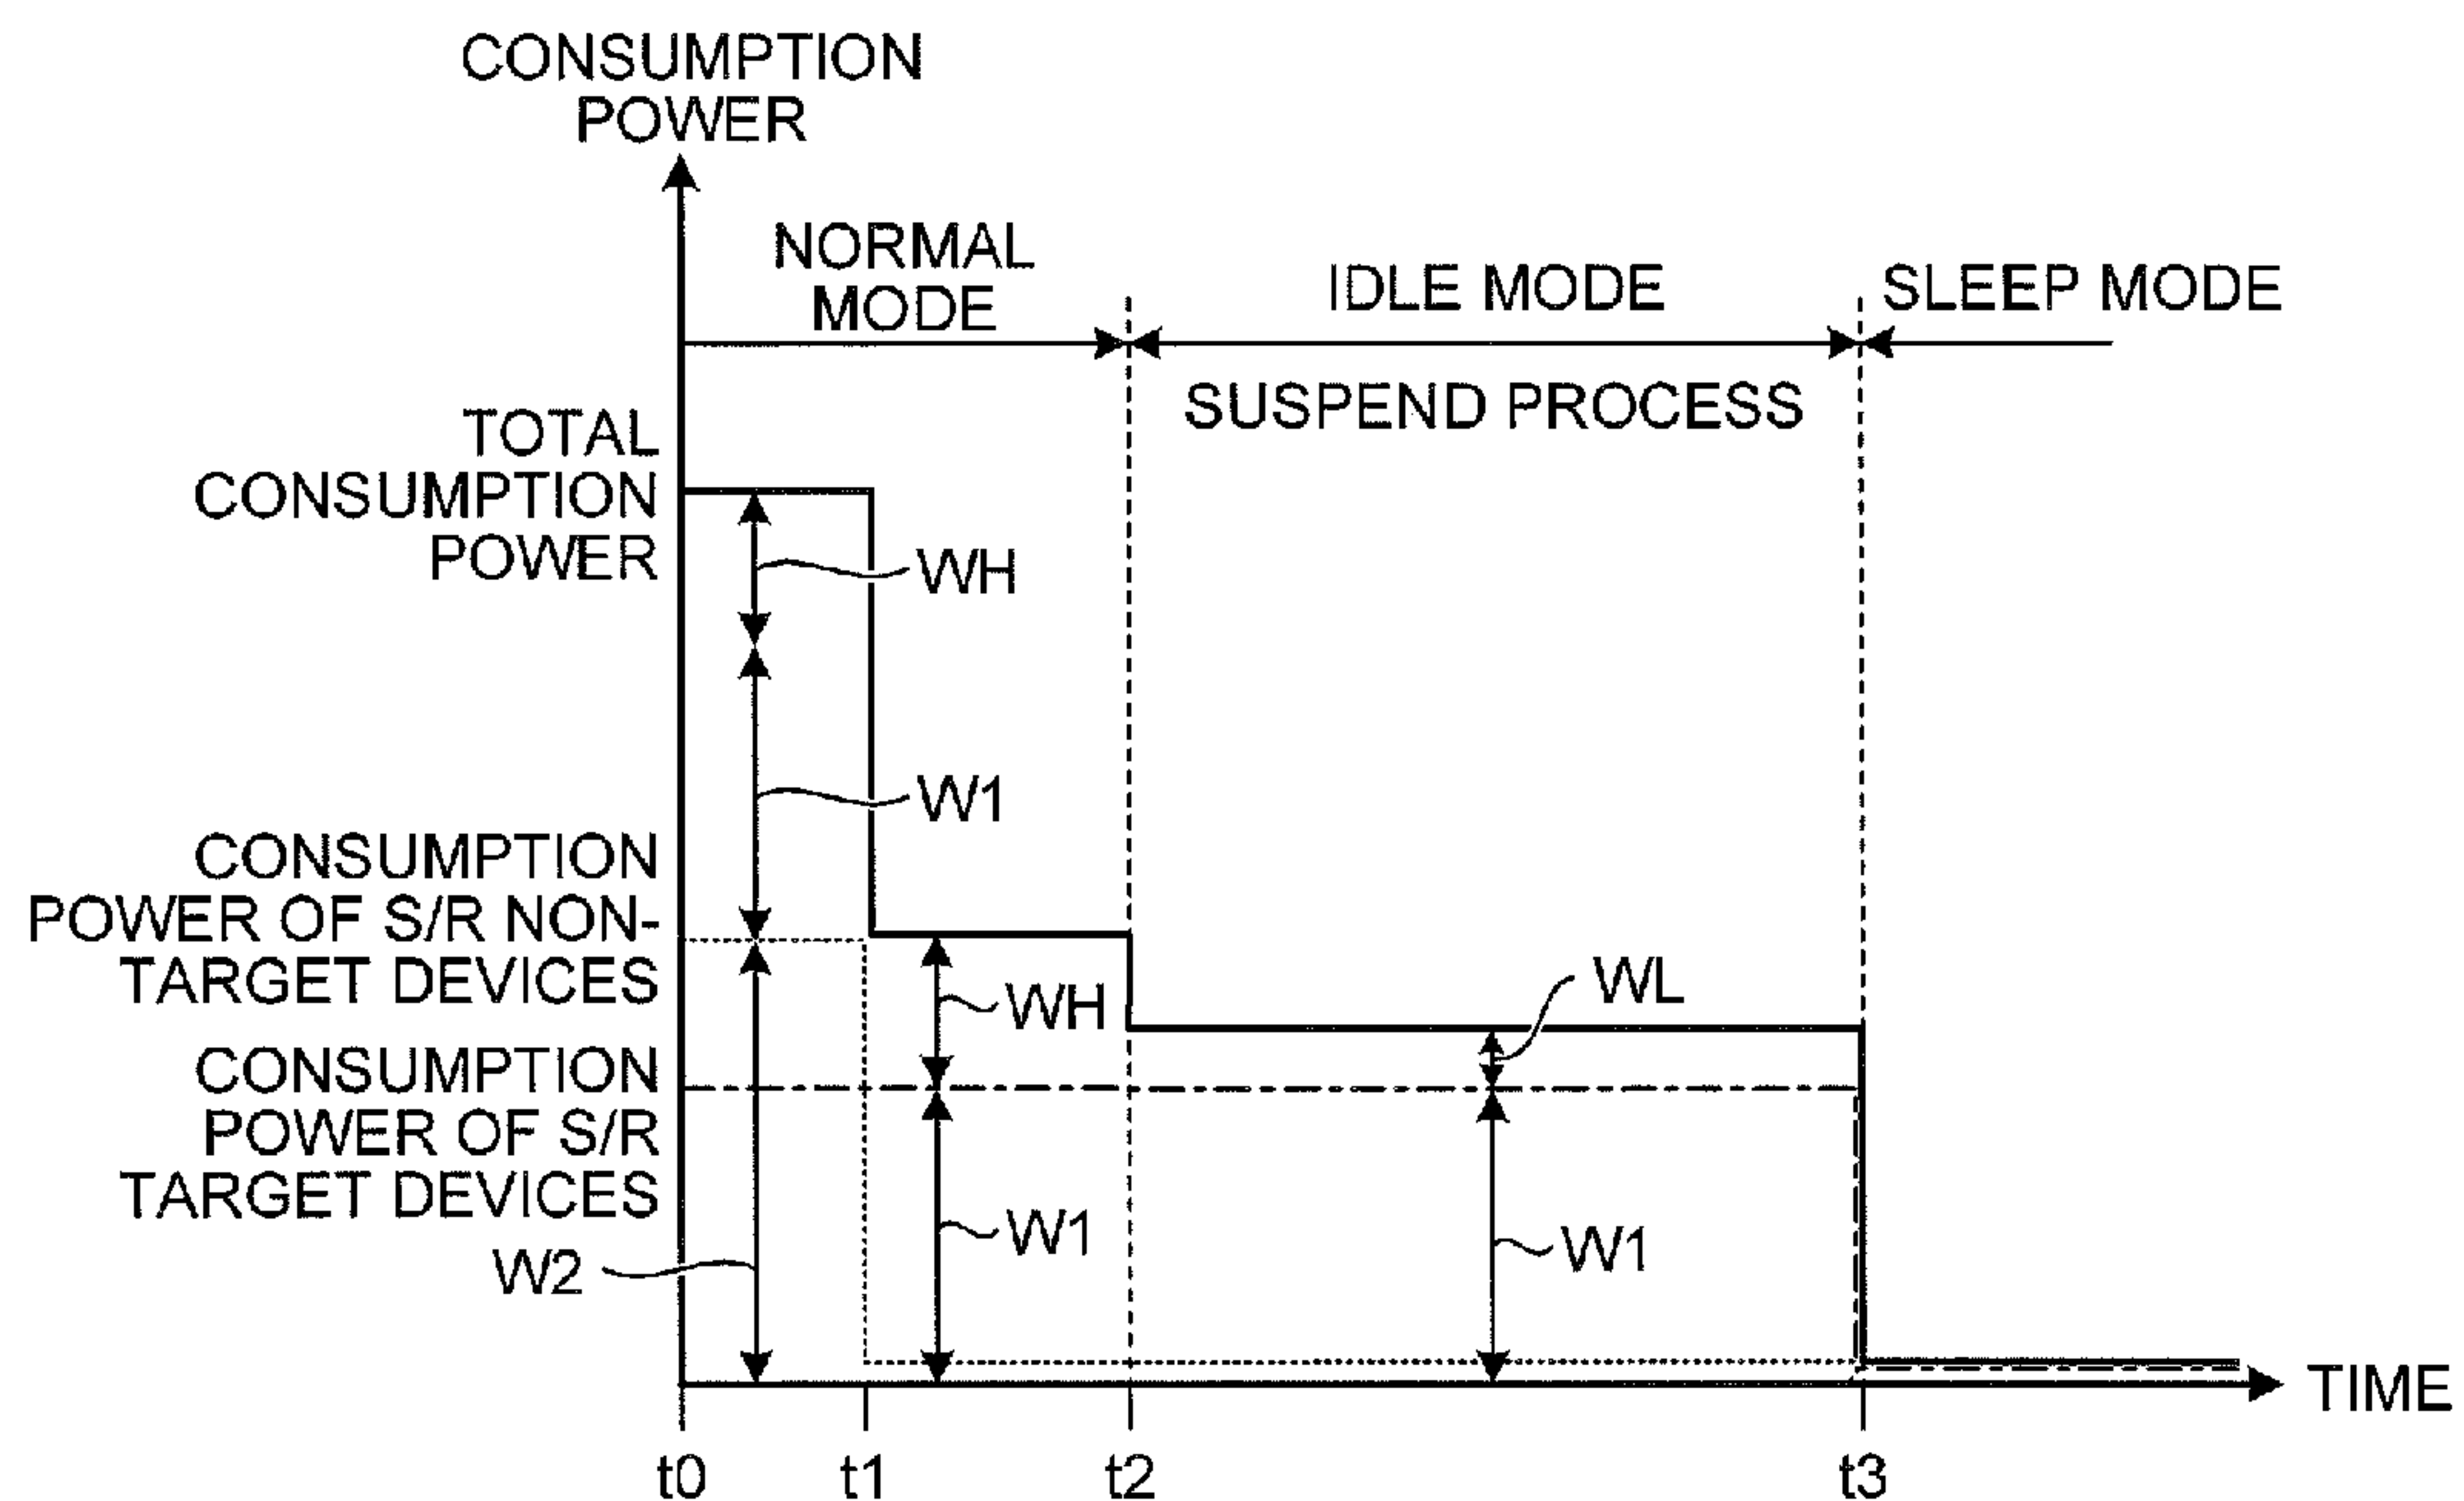 CONSUMPTION
POWER
NORMAL
MODE
IDLE MODE
SLEEP MODE
SUSPEND PROCESS
TOTAL
CONSUMPTION
POWER
WH
W1
CONSUMPTION
POWER OF S/R NON-
TARGET DEVICES
WH
WL
CONSUMPTION
POWER OF S/R
TARGET DEVICES
W1
W1
W2
TIME
t0
t1
t2
t3